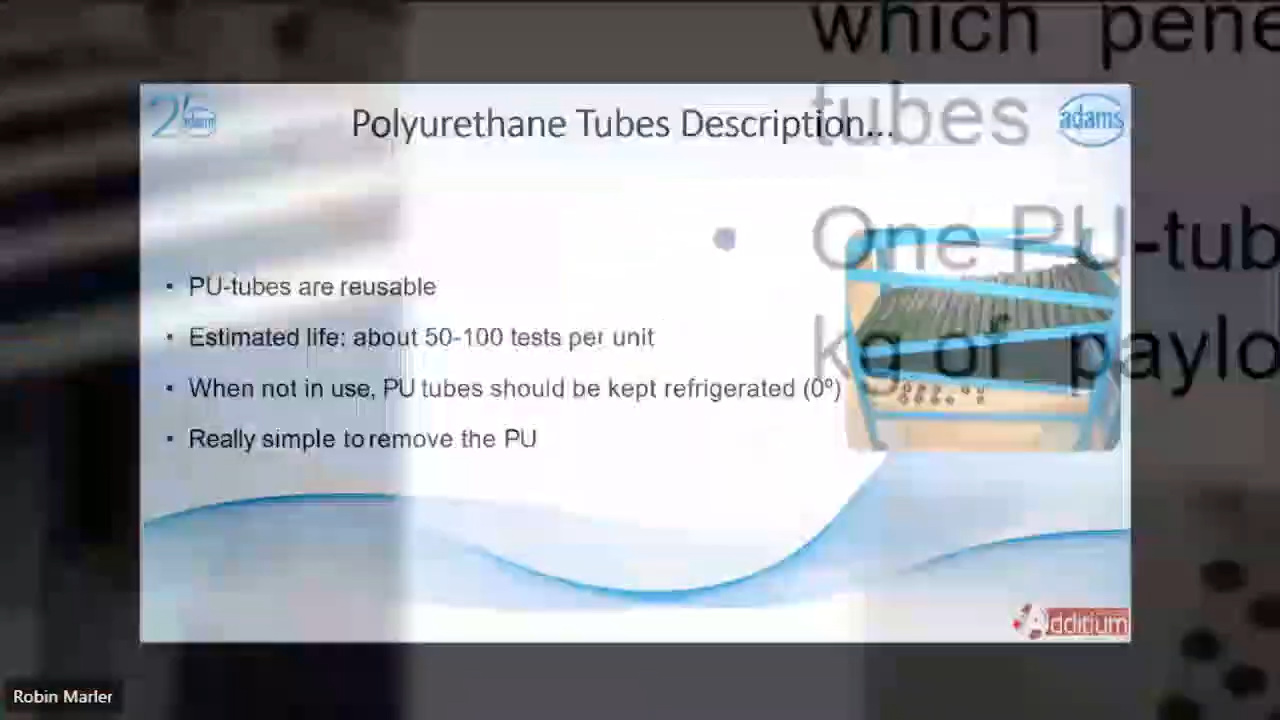 which pene
tubes
One PU-tub
kg of paylo
adams
Polyurethane Tubes Description...
adams
PU-tubes are reusable
Estimated life: about 50-100 tests per unit
When not in use, PU tubes should be kept refrigerated (0º)
Really simple to remove the PU
Additium
Robin Marler